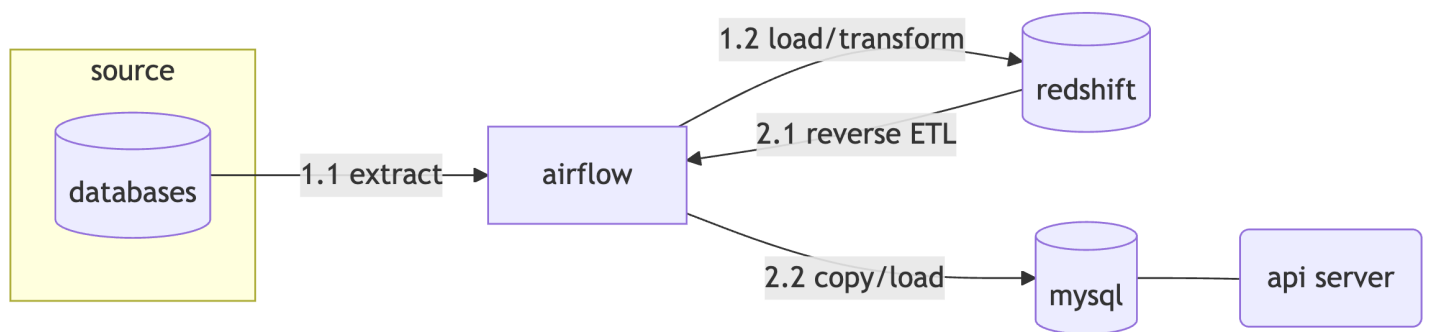 source
databases
1.1 extract
airflow
1.2 load/transform
redshift
2.1 reverse ETL
2.2 copy/load
mysql
api server